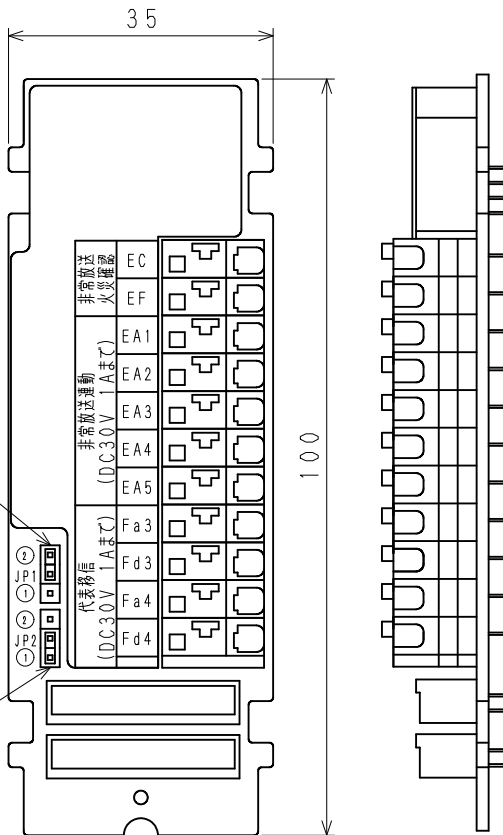 35
非常放送
火災確認
EC
EF
非常放送連動
(DC30V 1Aまで)
EA1
EA2
EA3
EA4
EA5
代表移信
(DC30V 1Aまで)
Fa3
Fd3
Fa4
Fd4
②
JP1
①
②
JP2
①
100